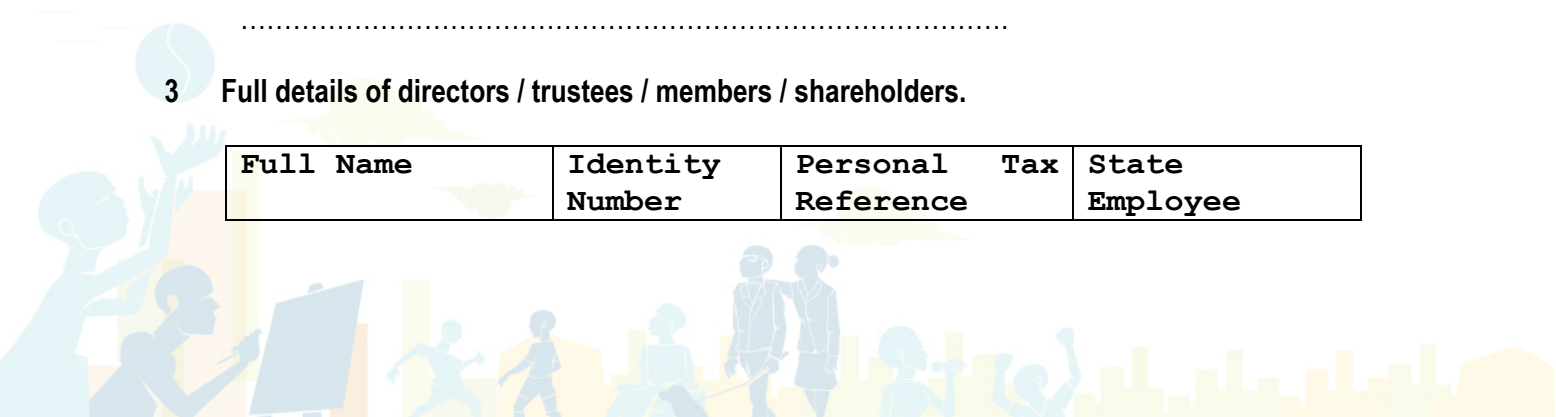 ……………………………………………………………………………
3 Full details of directors / trustees / members / shareholders.
Full Name Identity Personal Tax State
Number Reference Employee